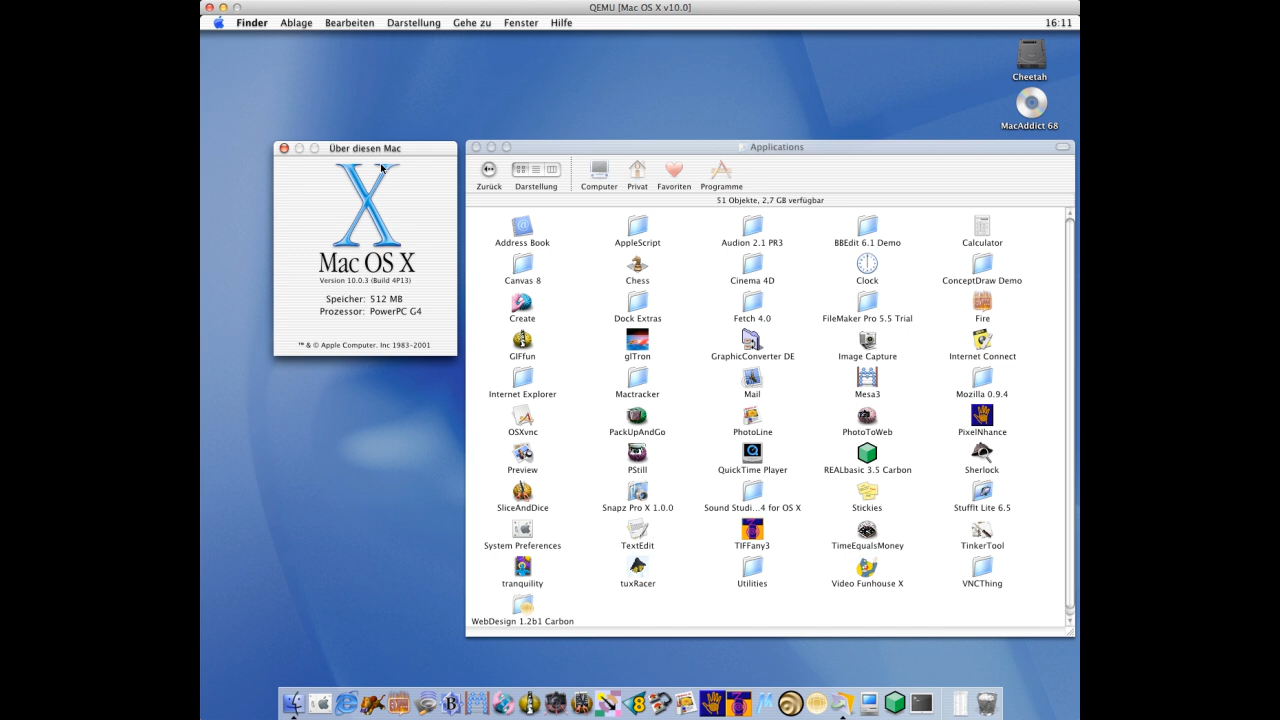 QEMU [Mac OS X v10.0]
Finder Ablage Bearbeiten Darstellung Gehe zu Fenster Hilfe 16:11
Cheetah
MacAddict 68
Über diesen Mac
Mac OS X
Version 10.0.3 (Build 4P13)
Speicher: 512 MB
Prozessor: PowerPC G4
™ & © Apple Computer. Inc 1983-2001
Applications
Zurück Darstellung Computer Privat Favoriten Programme
51 Objekte, 2,7 GB verfügbar
Address Book AppleScript Audion 2.1 PR3 BBEdit 6.1 Demo Calculator
Canvas 8 Chess Cinema 4D Clock ConceptDraw Demo
Create Dock Extras Fetch 4.0 FileMaker Pro 5.5 Trial Fire
GIFfun glTron GraphicConverter DE Image Capture Internet Connect
Internet Explorer Mactracker Mail Mesa3 Mozilla 0.9.4
OSXvnc PackUpAndGo PhotoLine PhotoToWeb PixelNhance
Preview PStill QuickTime Player REALbasic 3.5 Carbon Sherlock
SliceAndDice Snapz Pro X 1.0.0 Sound Studi...4 for OS X Stickies StuffIt Lite 6.5
System Preferences TextEdit TIFFany3 TimeEqualsMoney TinkerTool
tranquility tuxRacer Utilities Video Funhouse X VNCThing
WebDesign 1.2b1 Carbon